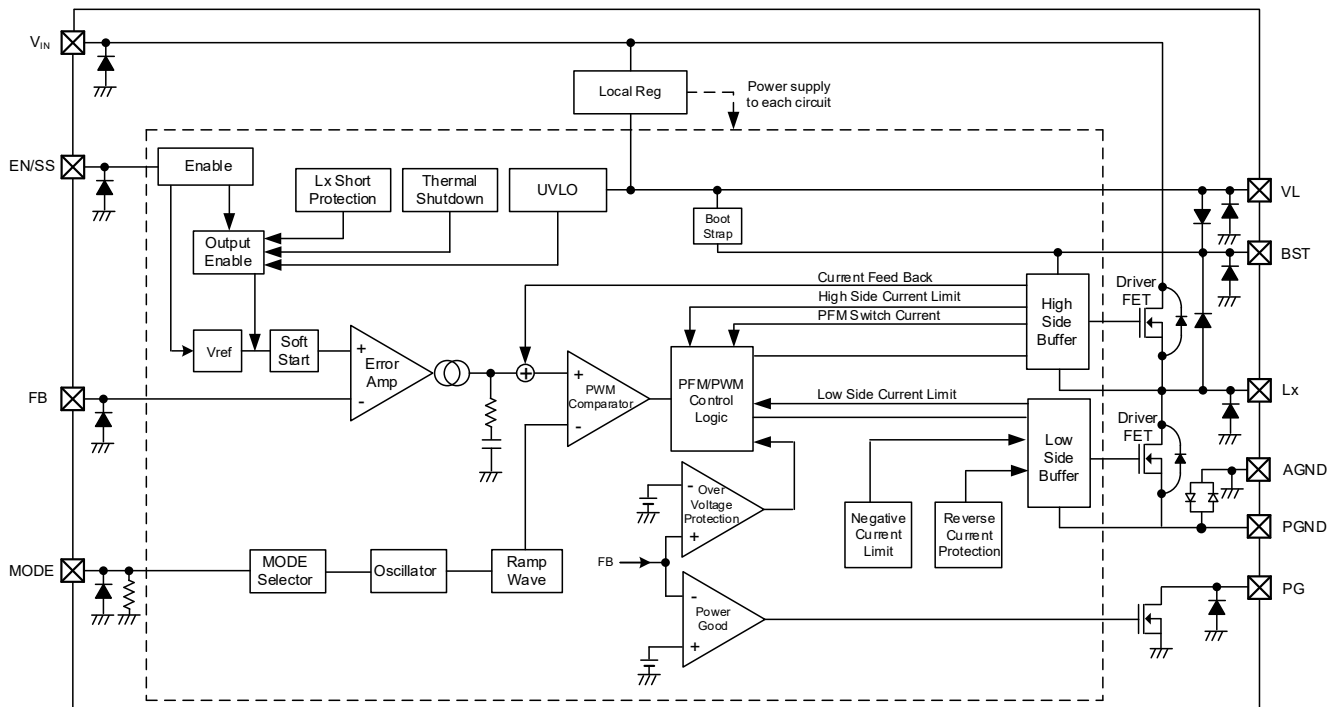 VIN
Local Reg
Power supply
to each circuit
EN/SS
Enable
Lx Short
Protection
Thermal
Shutdown
UVLO
VL
Boot
Strap
Output
Enable
BST
Current Feed Back
High Side Current Limit
PFM Switch Current
High
Side
Buffer
Driver
FET
Vref
Soft
Start
+
-
Error
Amp
+
+
-
PWM
Comparator
PFM/PWM
Control
Logic
FB
Lx
Low Side Current Limit
Low
Side
Buffer
Driver
FET
AGND
-
+
Over
Voltage
Protection
Negative
Current
Limit
Reverse
Current
Protection
PGND
MODE
MODE
Selector
Oscillator
Ramp
Wave
FB
-
+
Power
Good
PG